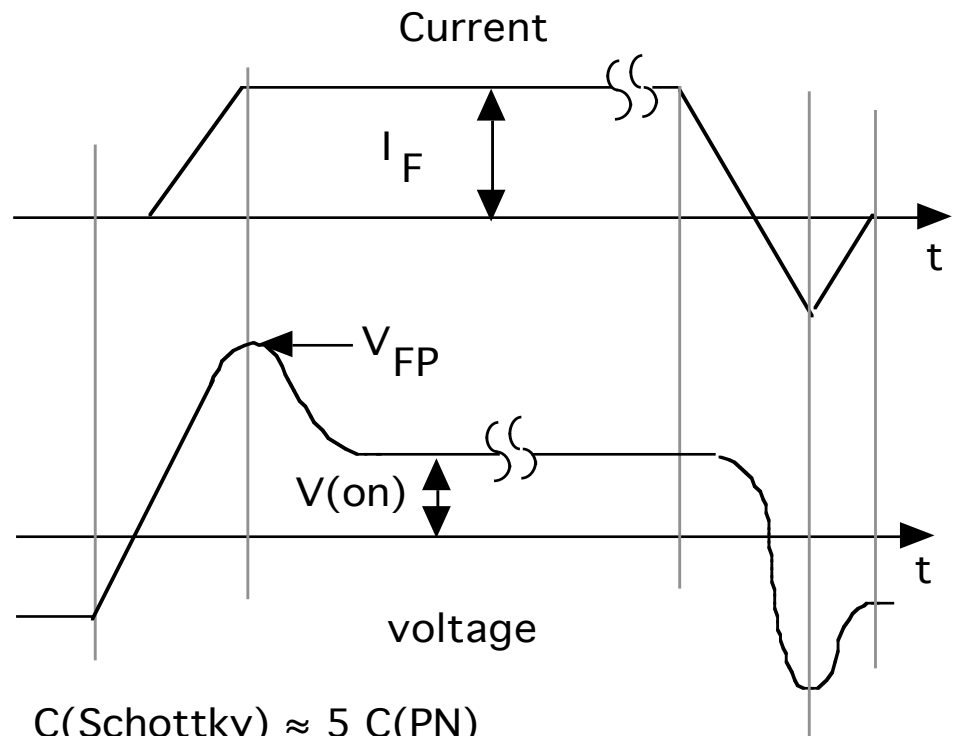 Current
I F
t
V FP
V(on)
t
voltage
C(Schottky) ≈ 5 C(PN)